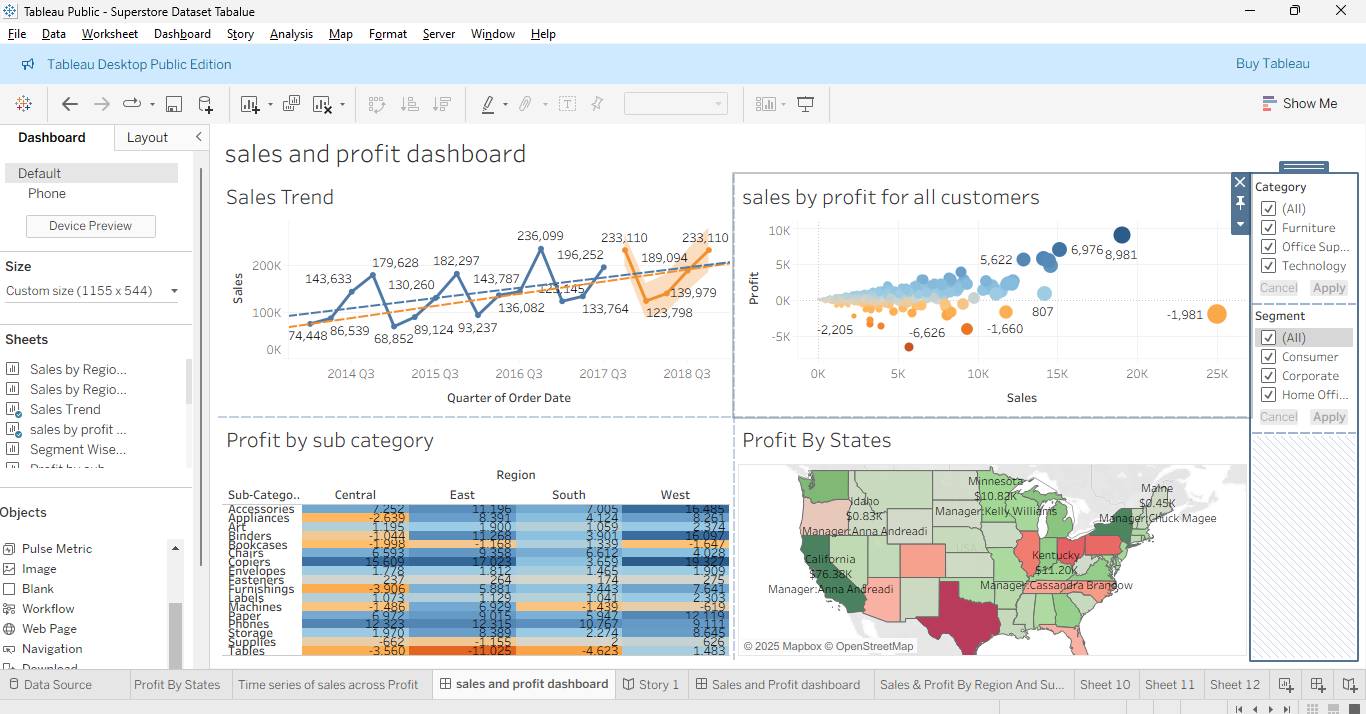 Tableau Public - Superstore Dataset Tabalue
File Data Worksheet Dashboard Story Analysis Map Format Server Window Help
Tableau Desktop Public Edition
Buy Tableau
Show Me
Dashboard Layout
Default
Phone
Device Preview
Size
Custom size (1155 x 544)
Sheets
Sales by Regio...
Sales by Regio...
Sales Trend
sales by profit ...
Segment Wise...
Objects
Pulse Metric
Image
Blank
Workflow
Web Page
Navigation
Download
sales and profit dashboard
Sales Trend
Sales
200K
100K
0K
74,448
143,633
86,539
179,628
68,852
130,260
89,124
182,297
93,237
143,787
136,082
236,099
123,145
196,252
133,764
233,110
123,798
139,979
189,094
233,110
2014 Q3 2015 Q3 2016 Q3 2017 Q3 2018 Q3
Quarter of Order Date
sales by profit for all customers
Profit
10K
5K
0K
-5K
5,622
6,976
8,981
-2,205
-6,626
-1,660
807
-1,981
0K 5K 10K 15K 20K 25K
Sales
Category
(All)
Furniture
Office Sup...
Technology
Cancel Apply
Segment
(All)
Consumer
Corporate
Home Offi...
Cancel Apply
Profit by sub category
Region
Sub-Catego.. Central East South West
Accessories 7,252 11,196 7,005 16,485
Appliances -2,639 8,391 4,124 8,261
Art 1,195 1,900 1,059 2,374
Binders -1,044 11,268 3,901 16,097
Bookcases -1,998 -1,168 1,339 -1,647
Chairs 6,593 9,358 6,612 4,028
Copiers 15,609 17,023 3,659 19,327
Envelopes 1,778 1,812 1,465 1,909
Fasteners 237 264 174 275
Furnishings -3,906 5,881 3,443 7,641
Labels 1,073 1,129 1,041 2,303
Machines -1,486 6,929 -1,439 -619
Paper 6,972 9,015 5,947 12,119
Phones 12,323 12,315 10,767 9,111
Storage 1,970 8,389 2,274 8,645
Supplies -662 -1,155 2 626
Tables -3,560 -11,025 -4,623 1,483
Profit By States
Idaho
$0.83K
Manager:Anna Andreadi
Minnesota
$10.82K
Manager:Kelly Williams
Maine
$0.45K
Manager:Chuck Magee
USA
California
$76.38K
Manager:Anna Andreadi
Kentucky
$11.20K
Manager:Cassandra Brandow
© 2025 Mapbox © OpenStreetMap
Data Source Profit By States Time series of sales across Profit sales and profit dashboard Story 1 Sales and Profit dashboard Sales & Profit By Region And Su... Sheet 10 Sheet 11 Sheet 12